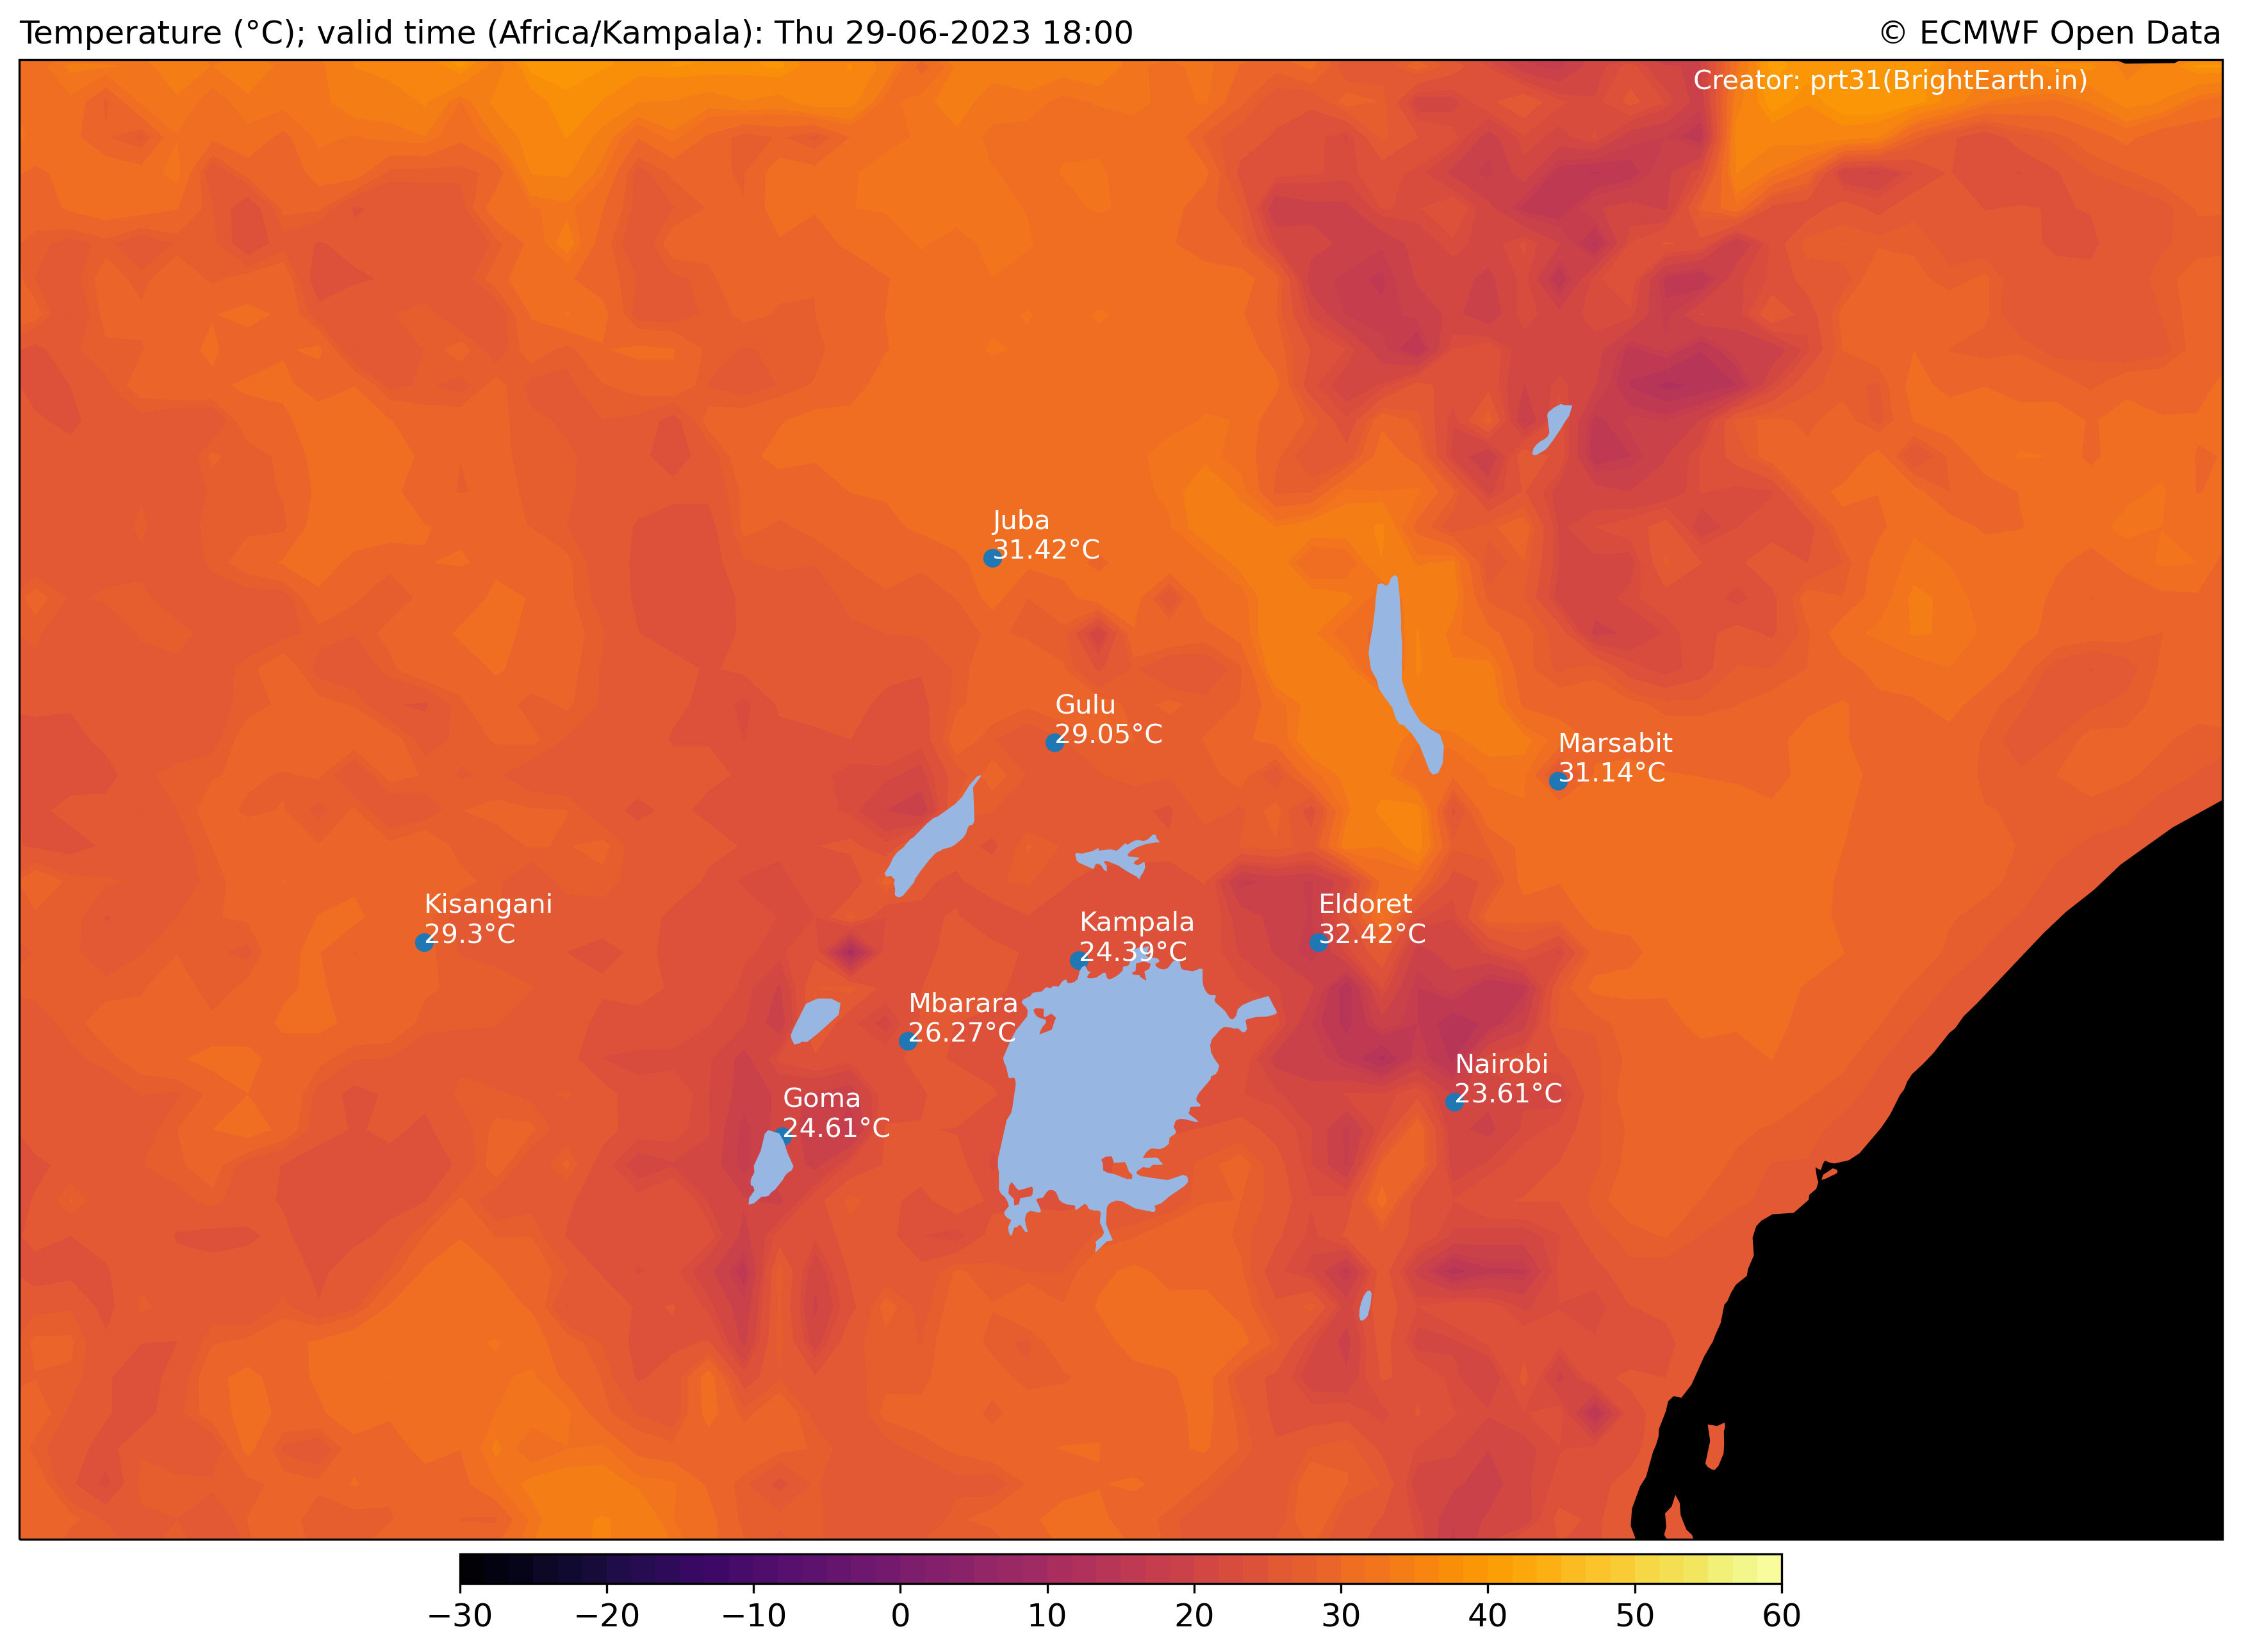 Temperature (°C); valid time (Africa/Kampala): Thu 29-06-2023 18:00
© ECMWF Open Data
Creator: prt31(BrightEarth.in)
Juba
31.42°C
Gulu
29.05°C
Marsabit
31.14°C
Kisangani
29.3°C
Kampala
24.39°C
Eldoret
32.42°C
Mbarara
26.27°C
Nairobi
23.61°C
Goma
24.61°C
−30 −20 −10 0 10 20 30 40 50 60